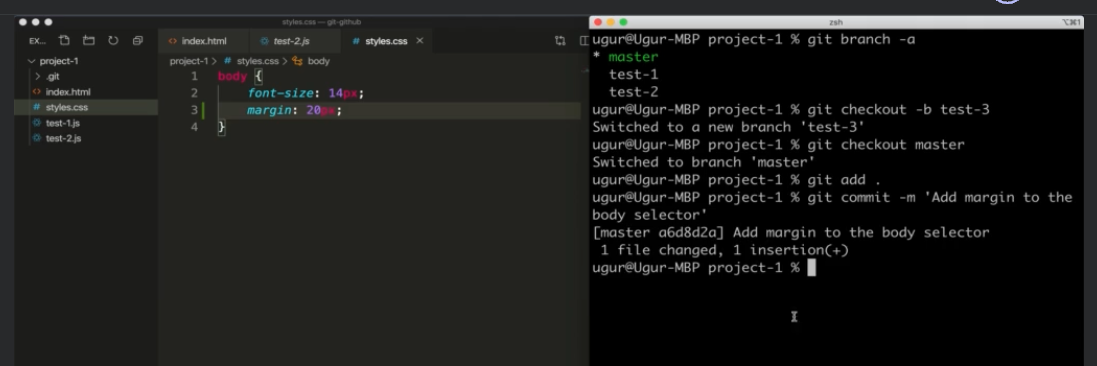 styles.css — git-github
EX...
index.html
test-2.js
# styles.css ×
project-1
project-1 > # styles.css > body
> .git
index.html
# styles.css
test-1.js
test-2.js
1 body {
2 font-size: 14px;
3 margin: 20px;
4 }
zsh
⌥⌘1
ugur@Ugur-MBP project-1 % git branch -a
* master
test-1
test-2
ugur@Ugur-MBP project-1 % git checkout -b test-3
Switched to a new branch 'test-3'
ugur@Ugur-MBP project-1 % git checkout master
Switched to branch 'master'
ugur@Ugur-MBP project-1 % git add .
ugur@Ugur-MBP project-1 % git commit -m 'Add margin to the
body selector'
[master a6d8d2a] Add margin to the body selector
1 file changed, 1 insertion(+)
ugur@Ugur-MBP project-1 %